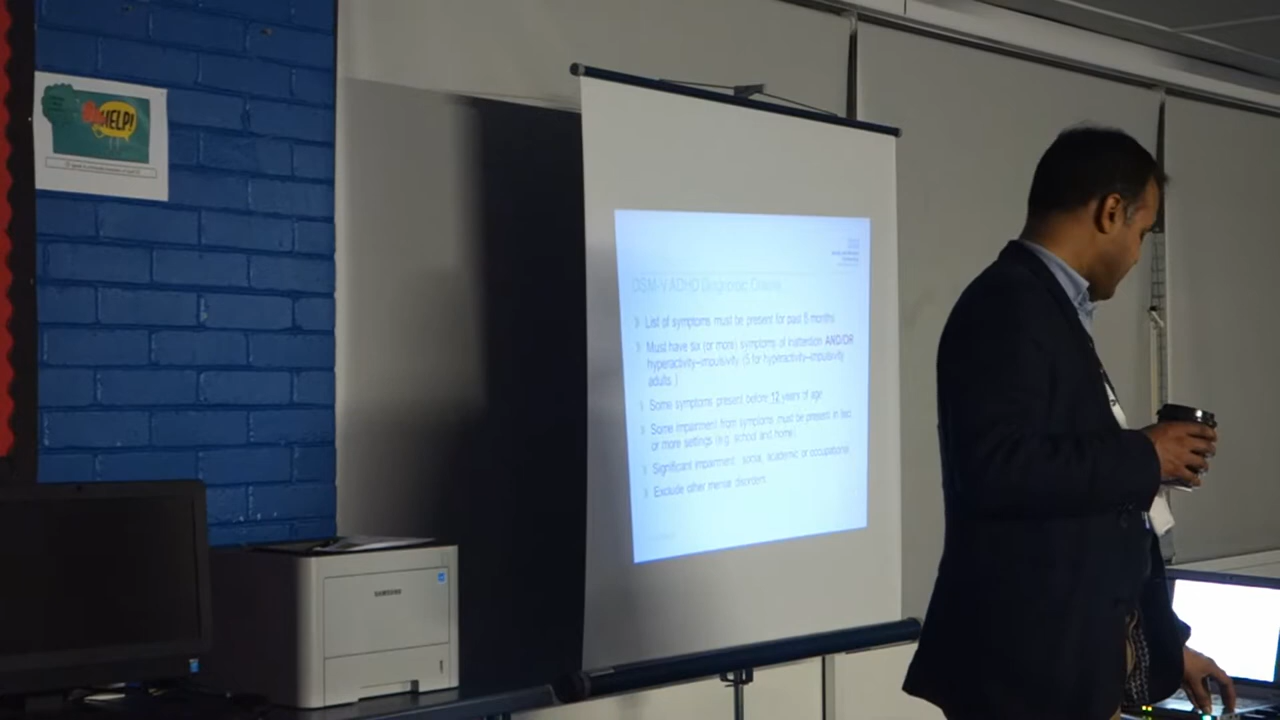 HELP!
DSM-V ADHD Diagnostic Criteria
List of symptoms must be present for past 6 months
Must have six (or more) symptoms of inattention AND/OR
hyperactivity–impulsivity. (5 for hyperactivity–impulsivity
adults.)
Some symptoms present before 12 years of age
Some impairment from symptoms must be present in two
or more settings (e.g. school and home)
Significant impairment: social, academic or occupational
Exclude other mental disorders
SAMSUNG